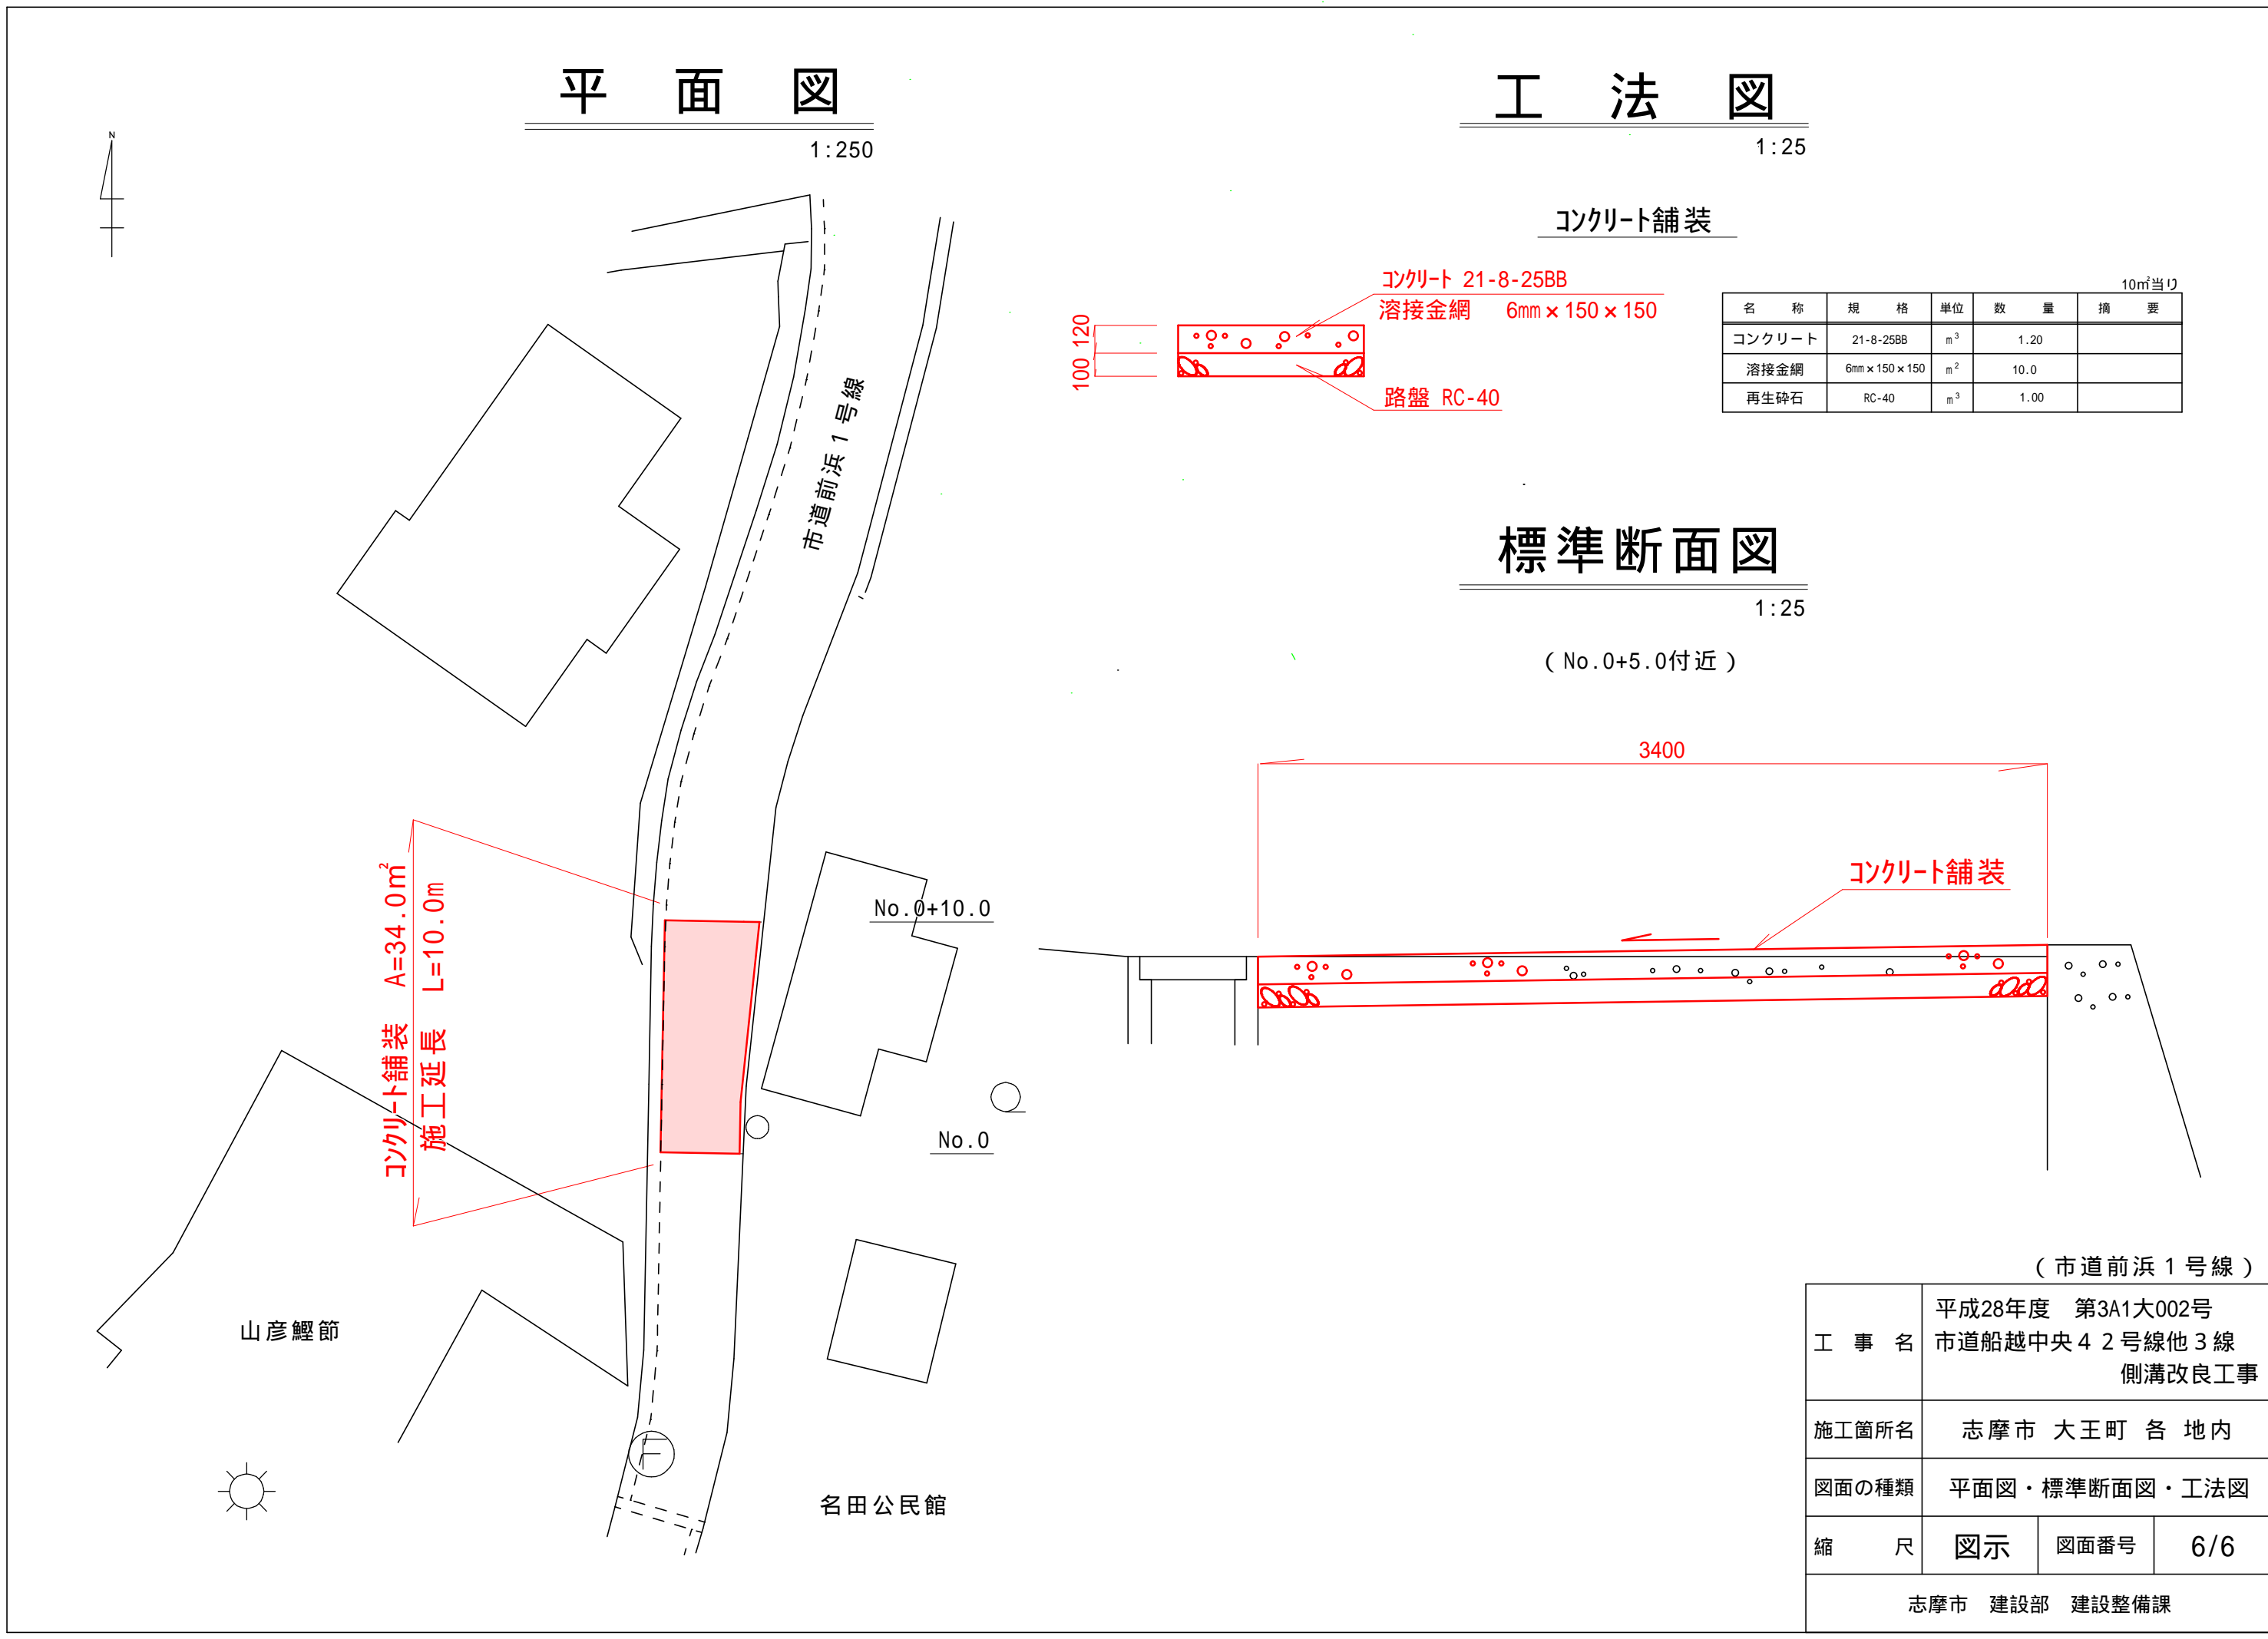 平面図
1:250
N
市道前浜1号線
コンクリート舗装 A=34.0㎡
施工延長 L=10.0m
No.0+10.0
No.0
山彦鰹節
名田公民館
工法図
1:25
コンクリート舗装
コンクリート 21-8-25BB
溶接金網 6mm×150×150
120
100
路盤 RC-40
10㎡当り
名称 規格 単位 数量 摘要
コンクリート 21-8-25BB m³ 1.20
溶接金網 6mm×150×150 m² 10.0
再生砕石 RC-40 m³ 1.00
標準断面図
1:25
(No.0+5.0付近)
3400
コンクリート舗装
(市道前浜1号線)
工事名 平成28年度 第3A1大002号
市道船越中央42号線他3線
側溝改良工事
施工箇所名 志摩市 大王町 各 地内
図面の種類 平面図・標準断面図・工法図
縮尺 図示 図面番号 6/6
志摩市 建設部 建設整備課